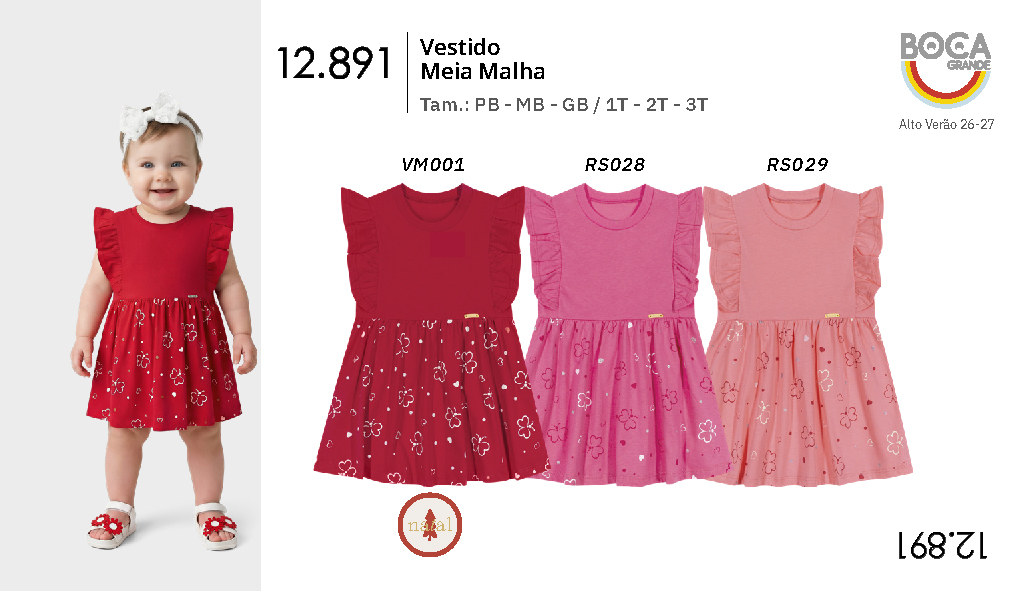 12.891
Vestido
Meia Malha
Tam.: PB - MB - GB / 1T - 2T - 3T
BOCA
GRANDE
Alto Verão 26-27
VM001
RS028
RS029
natal
12.891